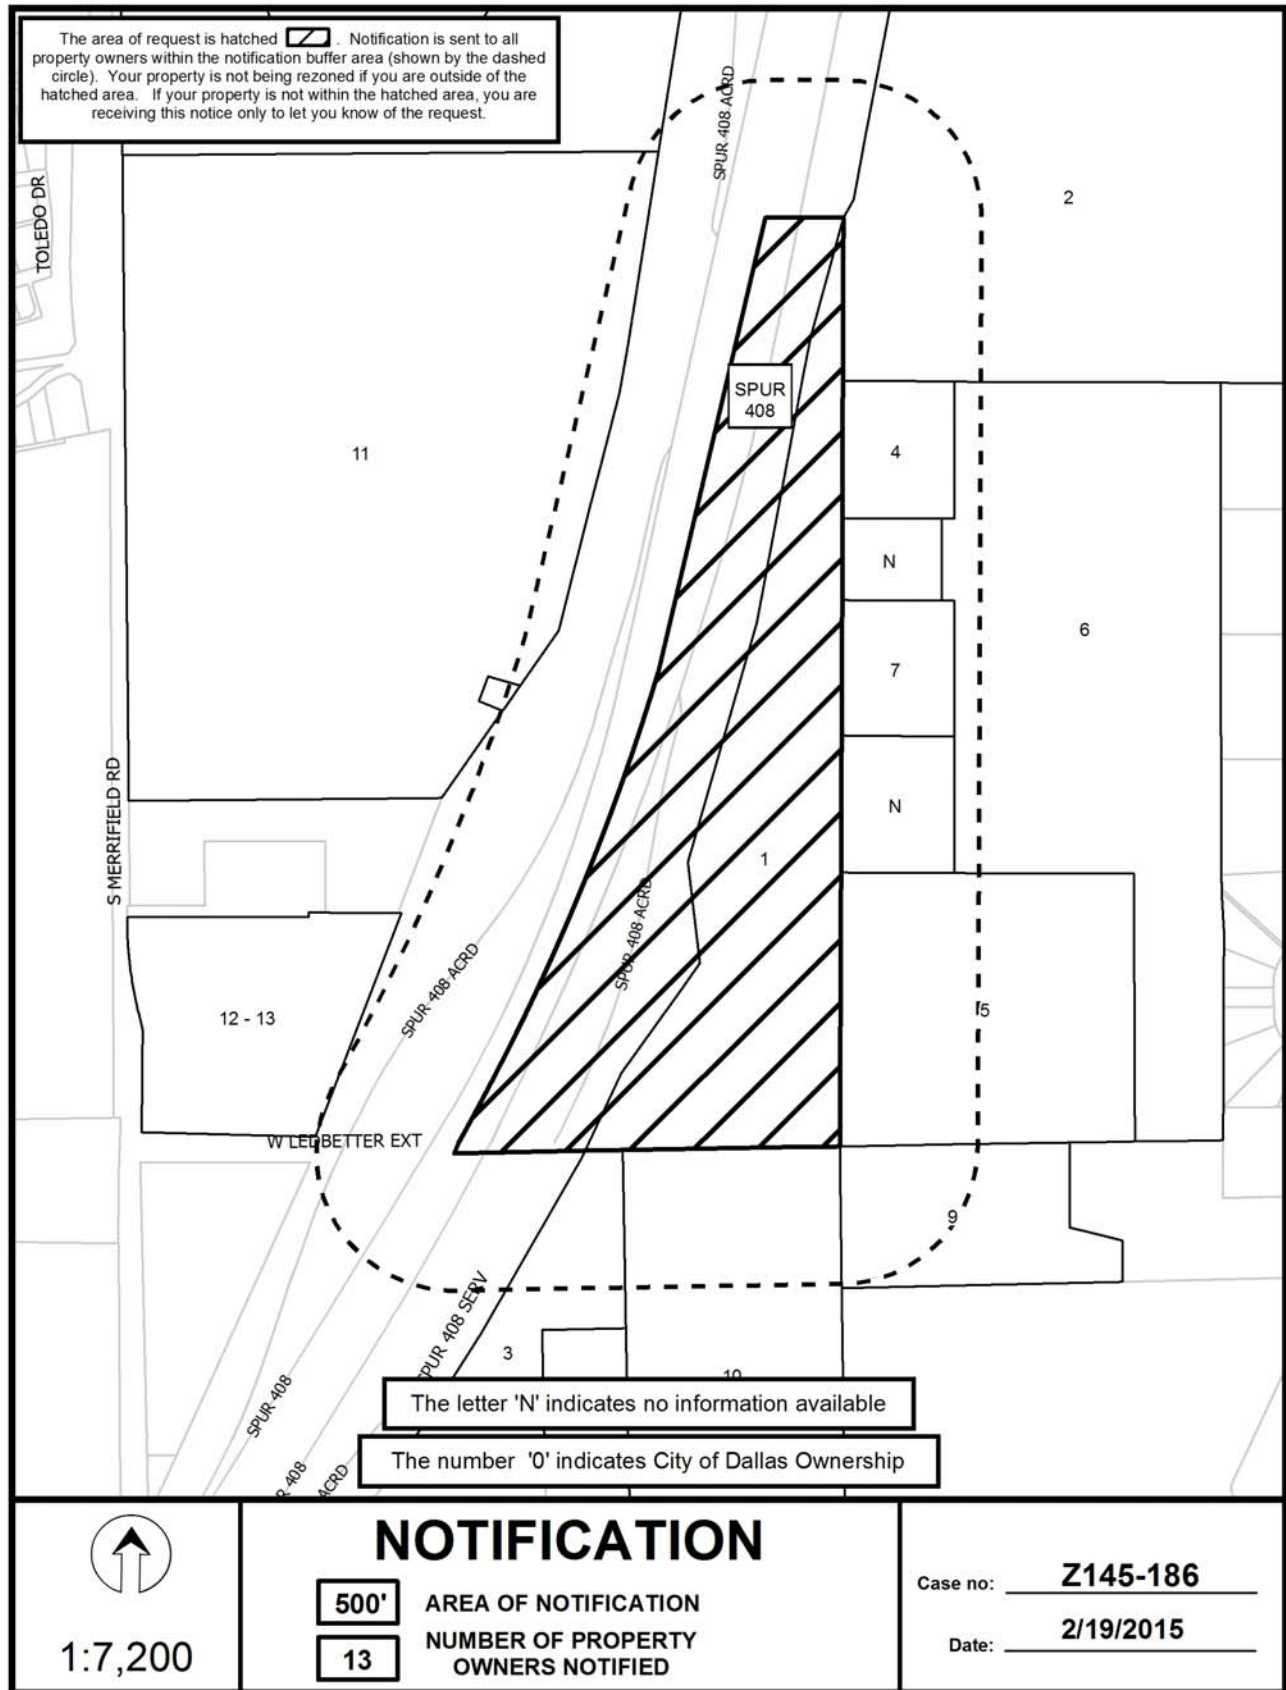 The area of request is hatched . Notification is sent to all
property owners within the notification buffer area (shown by the dashed
circle). Your property is not being rezoned if you are outside of the
hatched area. If your property is not within the hatched area, you are
receiving this notice only to let you know of the request.
SPUR 408 ACRD
TOLEDO DR
2
SPUR
408
11
4
N
6
7
S MERRIFIELD RD
N
1
SPUR 408 ACRD
SPUR 408 ACRD
12 - 13
5
W LEDBETTER EXT
9
SPUR 408 SERV
3
10
SPUR 408
The letter 'N' indicates no information available
The number '0' indicates City of Dallas Ownership
R 408
ACRD
1:7,200
NOTIFICATION
500' AREA OF NOTIFICATION
13 NUMBER OF PROPERTY
OWNERS NOTIFIED
Case no: Z145-186
Date: 2/19/2015